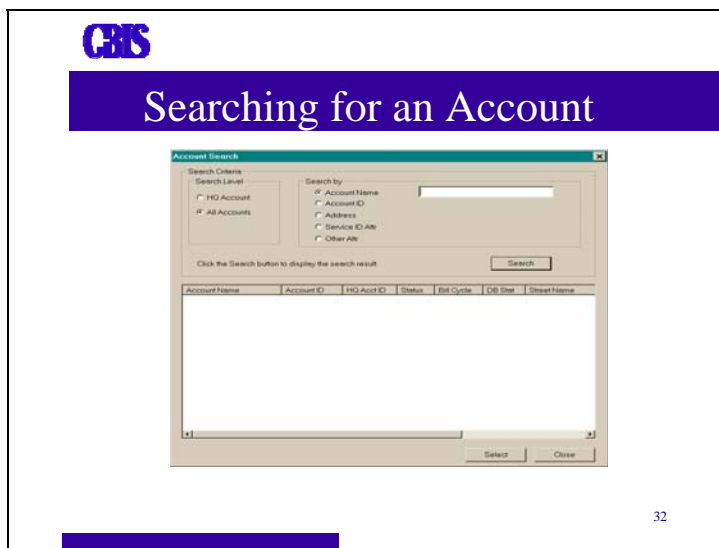 CBIS
Searching for an Account
Account Search
Search Criteria
Search Level
HQ Account
All Accounts
Search by
Account Name
Account ID
Address
Service ID Attr
Other Attr
Click the Search button to display the search result.
Search
Account Name Account ID HQ Acct ID Status Bill Cycle DB Stat Street Name
Select Close
32